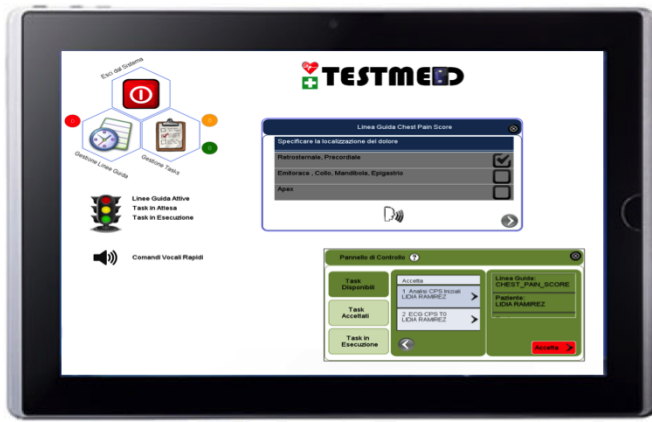 TESTMED
Esci dal Sistema
Gestione Linee Guida
Gestione Tasks
0
0
0
Linee Guida Attive
Task in Attesa
Task in Esecuzione
Comandi Vocali Rapidi
Linea Guida Chest Pain Score
Specificare la localizzazione del dolore
Retrosternale, Precordiale
Emitorace , Collo, Mandibola, Epigastrio
Apex
Pannello di Controllo ?
Task
Disponibili
Task
Accettati
Task in
Esecuzione
Accetta
1 Analisi CPS Iniziali
LIDIA RAMIREZ
2 ECG CPS T0
LIDIA RAMIREZ
Linea Guida:
CHEST_PAIN_SCORE
Paziente:
LIDIA RAMIREZ
Accetta